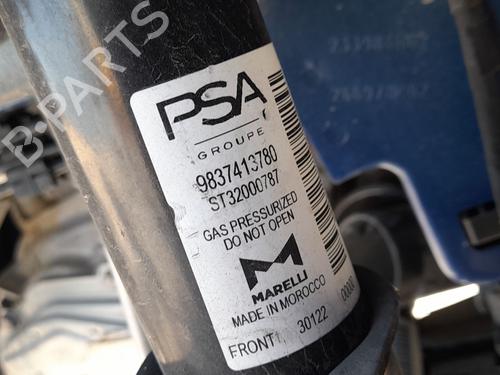 PSA
GROUPE
9837413780
ST32000787
GAS PRESSURIZED
DO NOT OPEN
MARELLI
MADE IN MOROCCO
FRONT 30122
B-PARTS